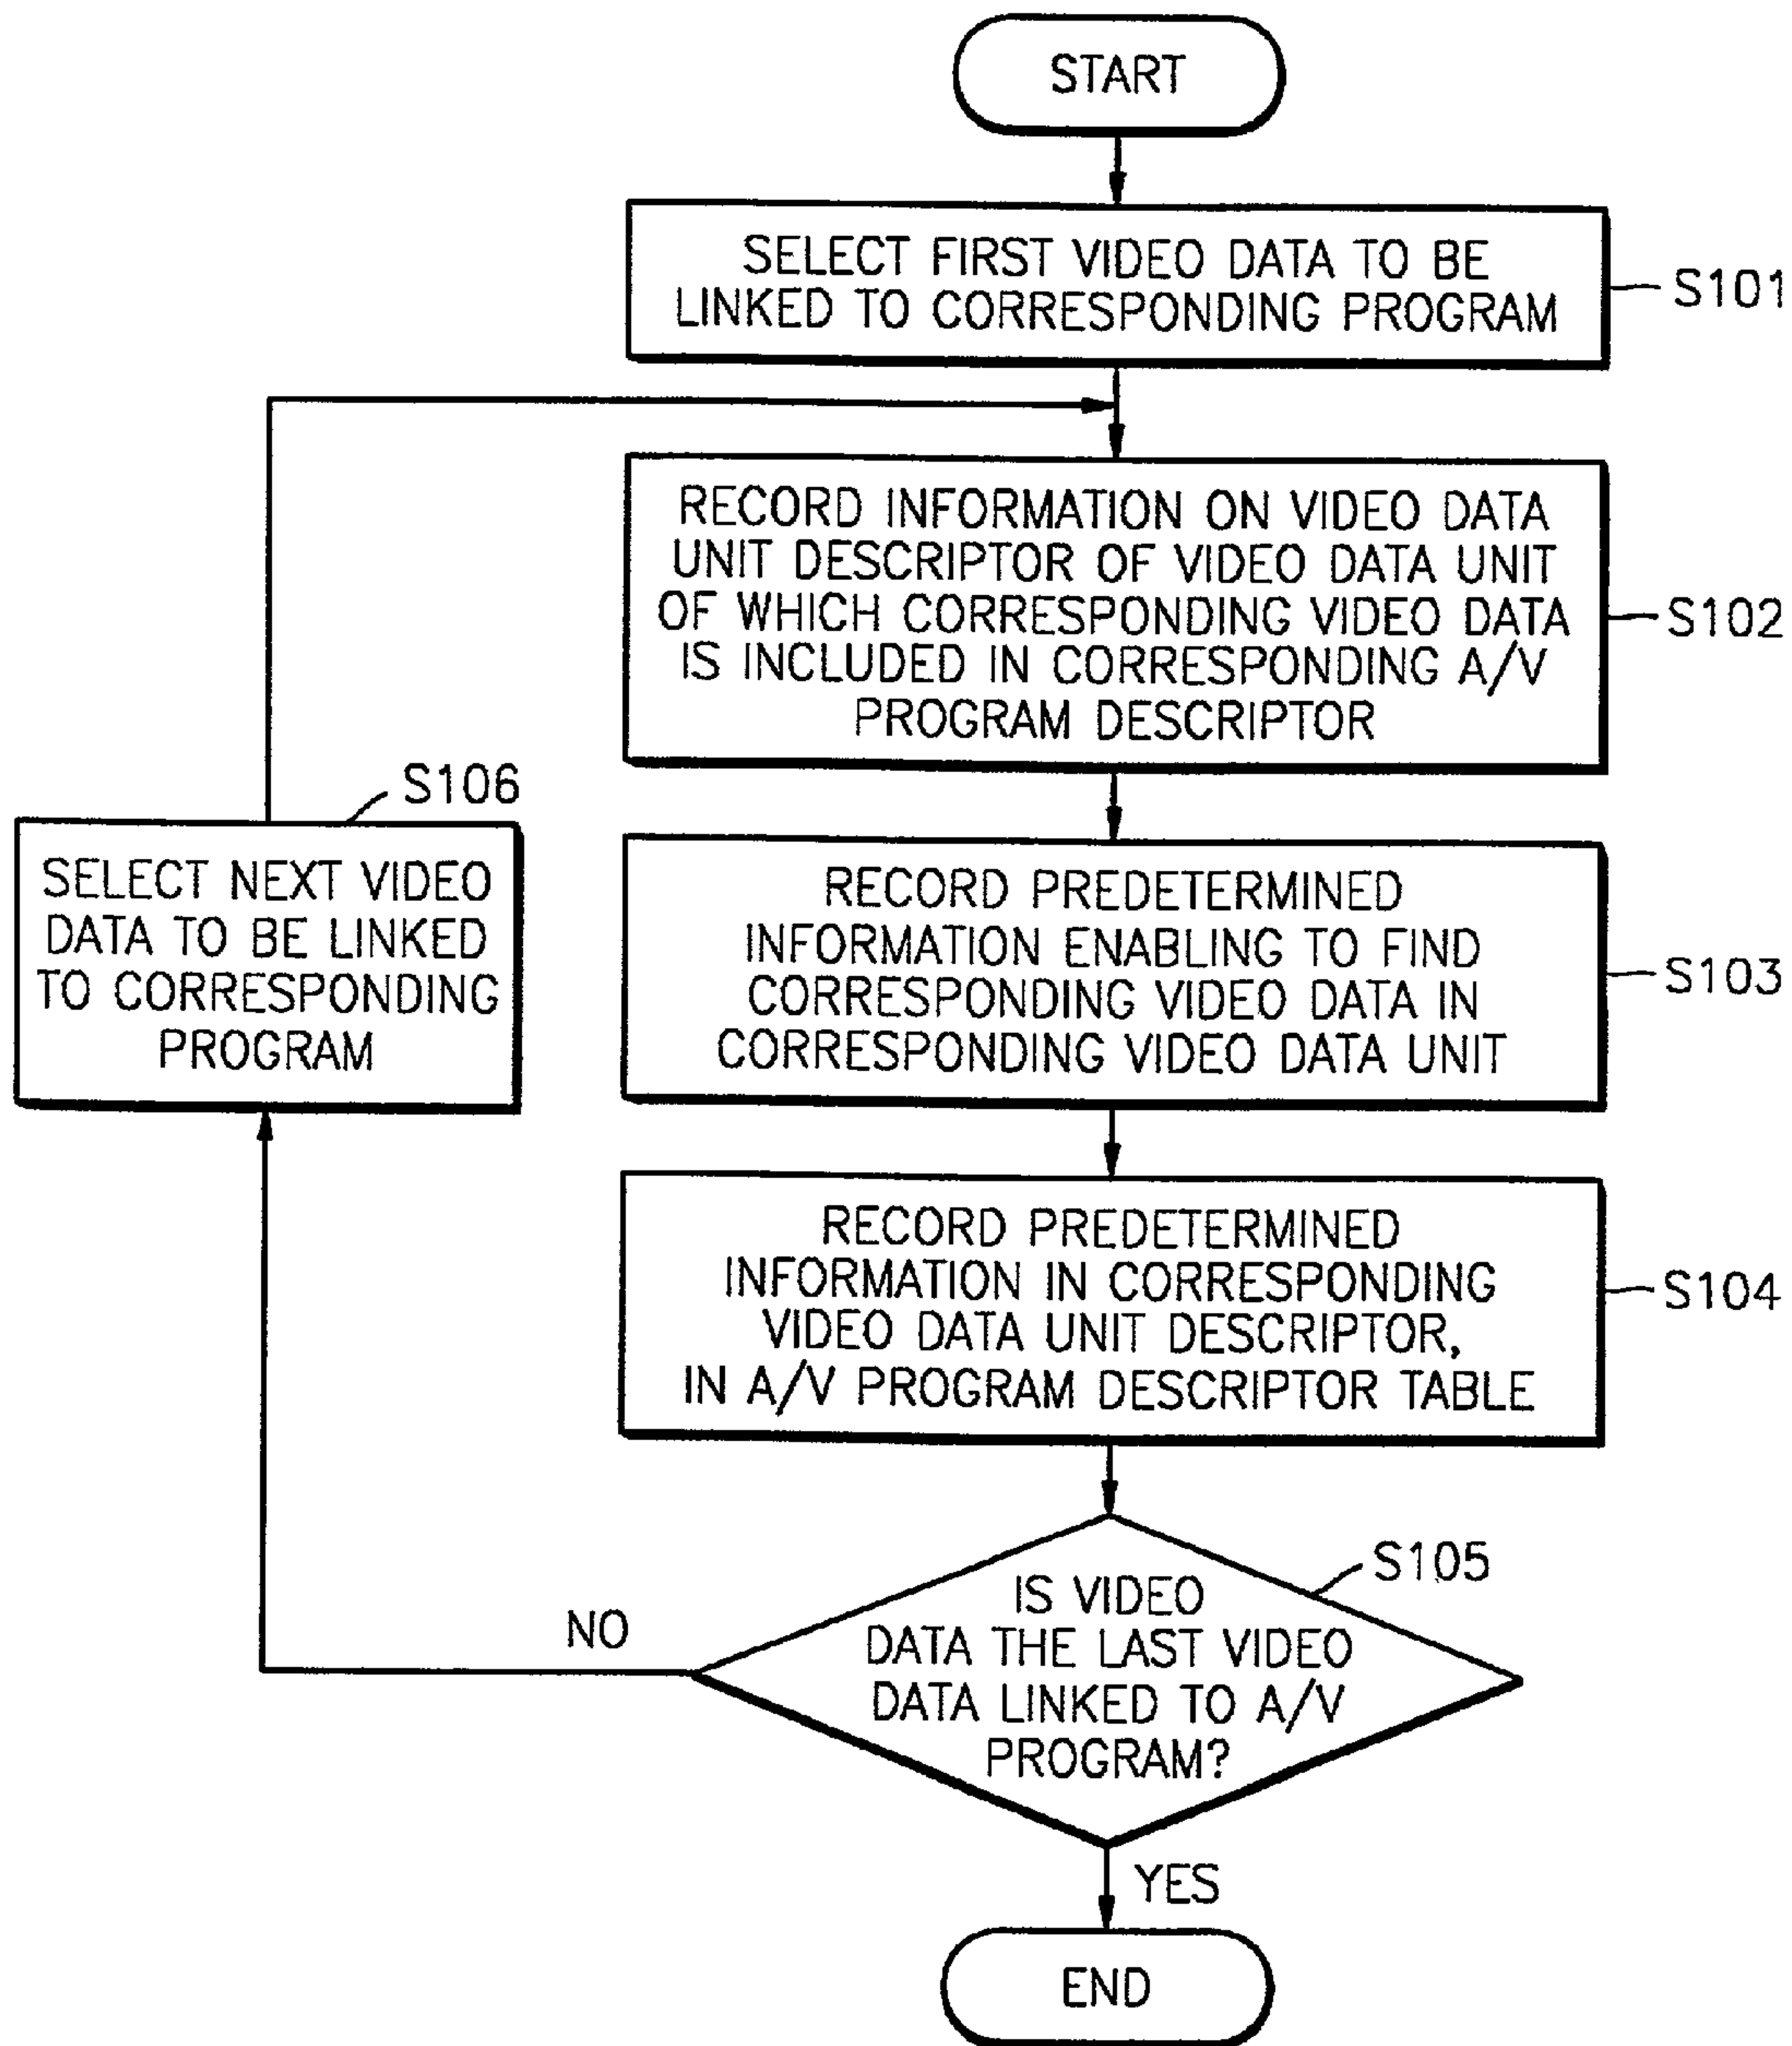 START
SELECT FIRST VIDEO DATA TO BE
LINKED TO CORRESPONDING PROGRAM
S101
RECORD INFORMATION ON VIDEO DATA
UNIT DESCRIPTOR OF VIDEO DATA UNIT
OF WHICH CORRESPONDING VIDEO DATA
IS INCLUDED IN CORRESPONDING A/V
PROGRAM DESCRIPTOR
S102
RECORD PREDETERMINED
INFORMATION ENABLING TO FIND
CORRESPONDING VIDEO DATA IN
CORRESPONDING VIDEO DATA UNIT
S103
RECORD PREDETERMINED
INFORMATION IN CORRESPONDING
VIDEO DATA UNIT DESCRIPTOR,
IN A/V PROGRAM DESCRIPTOR TABLE
S104
IS VIDEO
DATA THE LAST VIDEO
DATA LINKED TO A/V
PROGRAM?
S105
NO
S106
SELECT NEXT VIDEO
DATA TO BE LINKED
TO CORRESPONDING
PROGRAM
YES
END